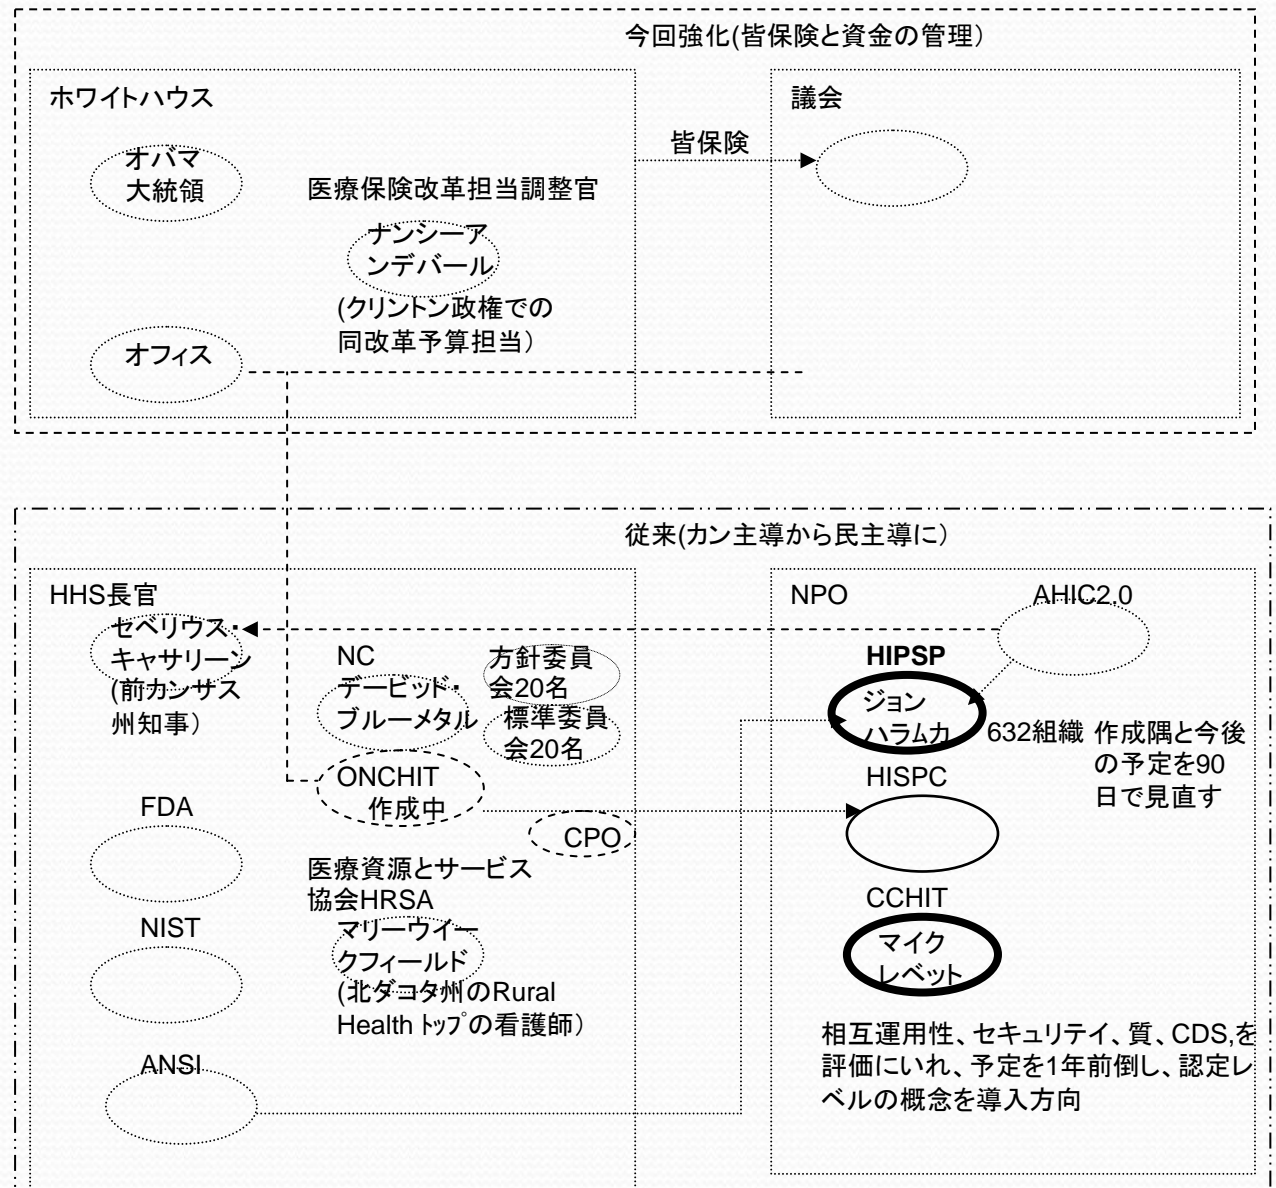 今回強化(皆保険と資金の管理)
ホワイトハウス
オバマ
大統領
医療保険改革担当調整官
ナンシーア
ンデパール
(クリントン政権での
同改革予算担当)
オフィス
皆保険
議会
従来(カン主導から民主導に)
HHS長官
セベリウス・
キャサリーン
(前カンサス
州知事)
NC
デービッド・
ブルーメタル
方針委員
会20名
標準委員
会20名
ONCHIT
作成中
CPO
FDA
医療資源とサービス
協会HRSA
マリーウイー
クフィールド
(北ダコタ州のRural
Health トップの看護師)
NIST
ANSI
NPO
AHIC2.0
HIPSP
ジョン
ハラムカ
632組織
作成隅と今後
の予定を90
日で見直す
HISPC
CCHIT
マイク
レベット
相互運用性、セキュリテイ、質、CDS,を
評価にいれ、予定を1年前倒し、認定レ
ベルの概念を導入方向